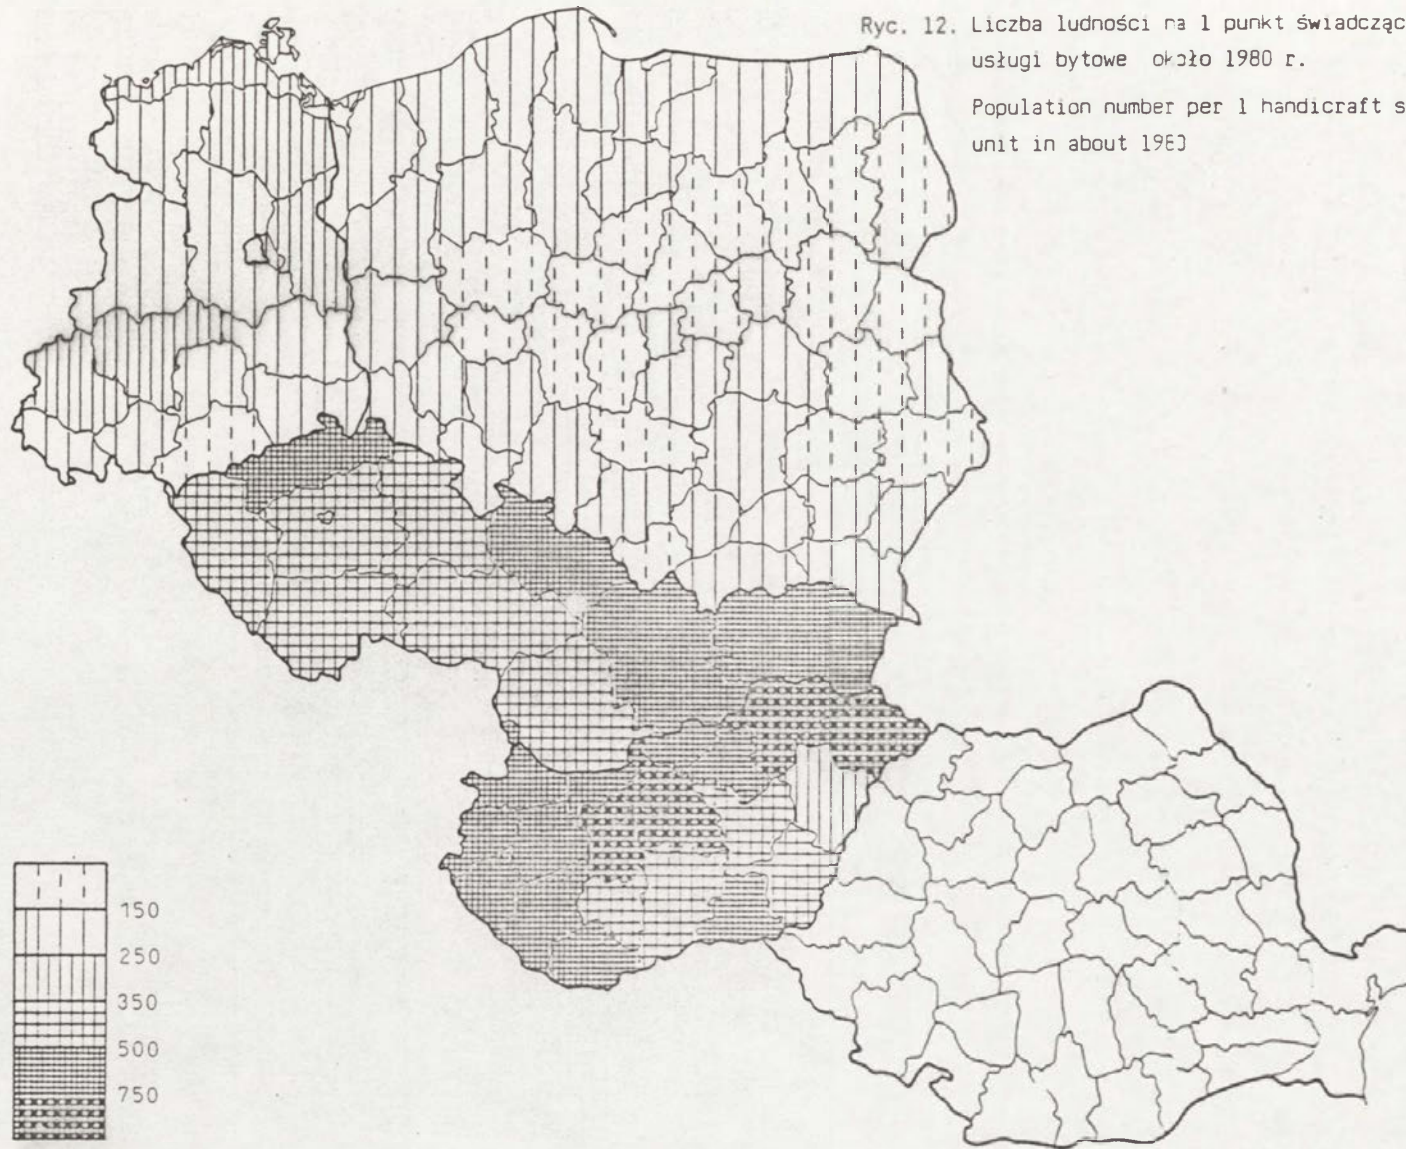 Ryc. 12. Liczba ludności na 1 punkt świadcząc
usługi bytowe około 1980 r.
Population number per 1 handicraft s
unit in about 1980
150
250
350
500
750